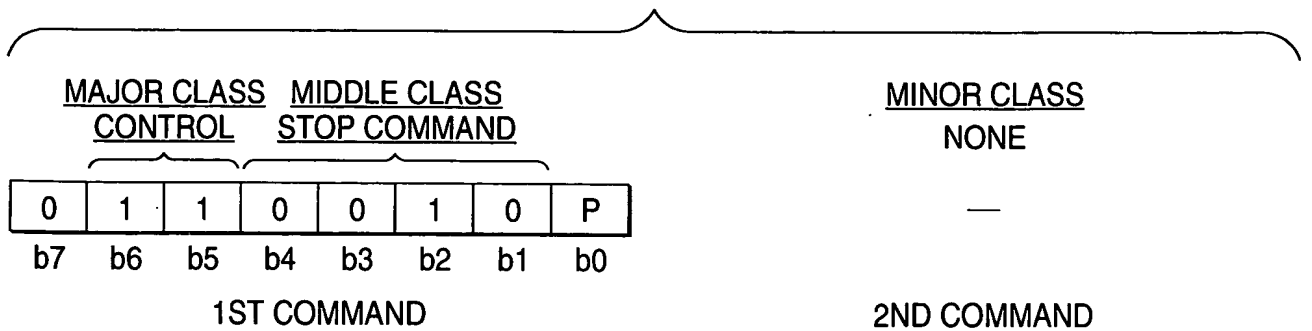 MAJOR CLASS MIDDLE CLASS MINOR CLASS
CONTROL STOP COMMAND NONE
0 1 1 0 0 1 0 P —
b7 b6 b5 b4 b3 b2 b1 b0
1ST COMMAND 2ND COMMAND